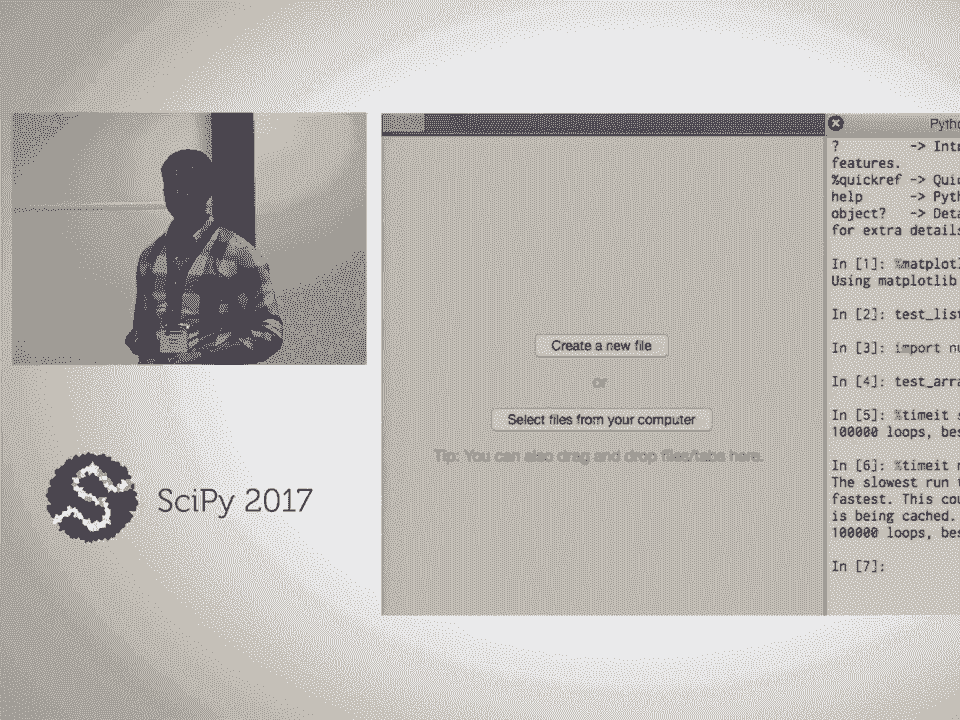 SciPy 2017
Create a new file
or
Select files from your computer
Tip: You can also drag and drop files/tabs here.
Pyth
? -> Intr
features.
%quickref -> Quic
help -> Pyth
object? -> Deta
for extra details
In [1]: %matplotl
Using matplotlib
In [2]: test_list
In [3]: import nu
In [4]: test_arra
In [5]: %timeit s
100000 loops, bes
In [6]: %timeit n
The slowest run t
fastest. This cou
is being cached.
100000 loops, bes
In [7]: